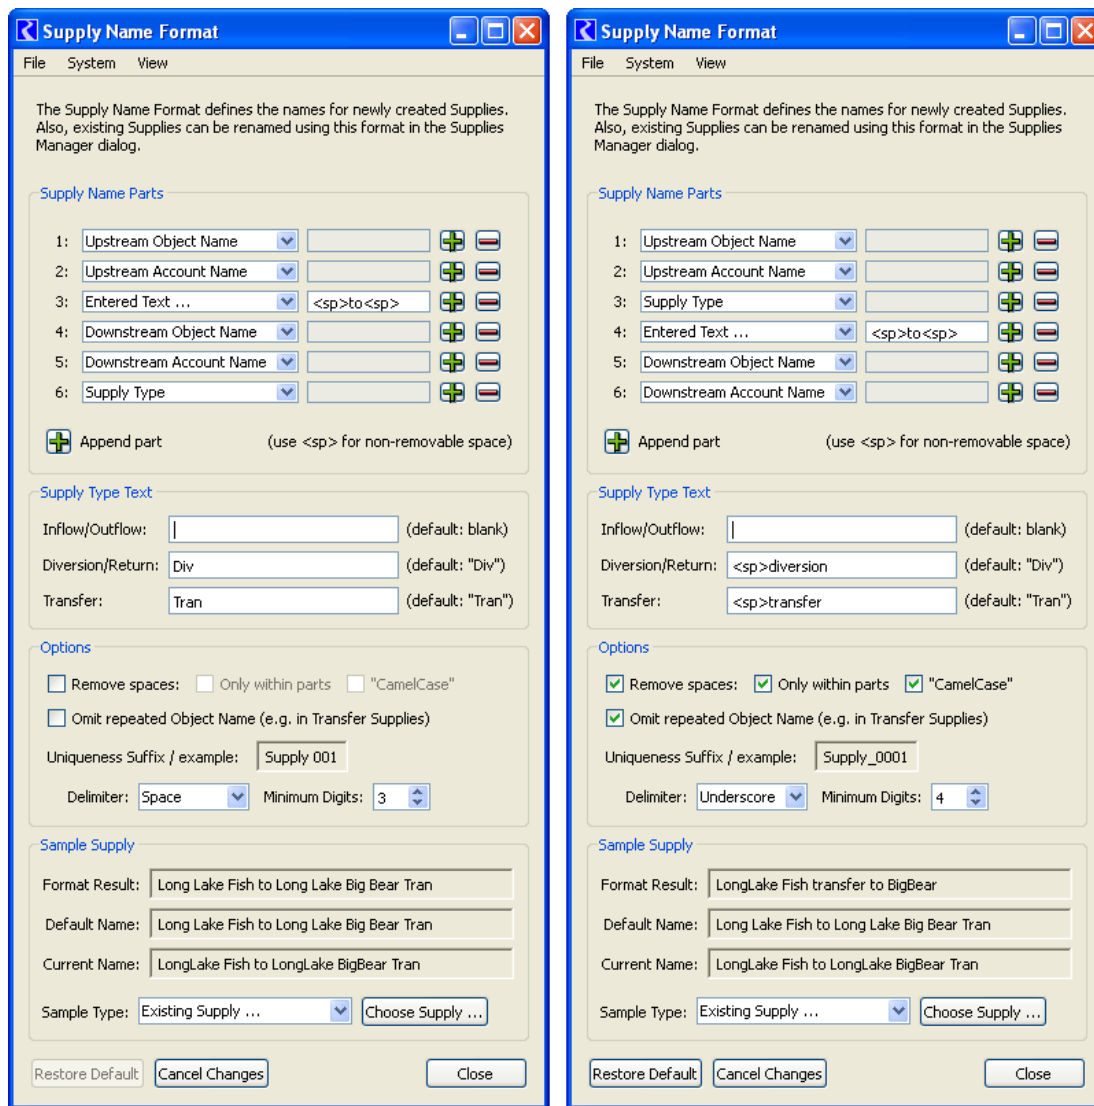 Supply Name Format
File System View
The Supply Name Format defines the names for newly created Supplies.
Also, existing Supplies can be renamed using this format in the Supplies
Manager dialog.
Supply Name Parts
1: Upstream Object Name
2: Upstream Account Name
3: Entered Text ... <sp>to<sp>
4: Downstream Object Name
5: Downstream Account Name
6: Supply Type
Append part (use <sp> for non-removable space)
Supply Type Text
Inflow/Outflow: (default: blank)
Diversion/Return: Div (default: "Div")
Transfer: Tran (default: "Tran")
Options
Remove spaces: Only within parts "CamelCase"
Omit repeated Object Name (e.g. in Transfer Supplies)
Uniqueness Suffix / example: Supply 001
Delimiter: Space Minimum Digits: 3
Sample Supply
Format Result: Long Lake Fish to Long Lake Big Bear Tran
Default Name: Long Lake Fish to Long Lake Big Bear Tran
Current Name: LongLake Fish to LongLake BigBear Tran
Sample Type: Existing Supply ... Choose Supply ...
Restore Default Cancel Changes Close
Supply Name Format
File System View
The Supply Name Format defines the names for newly created Supplies.
Also, existing Supplies can be renamed using this format in the Supplies
Manager dialog.
Supply Name Parts
1: Upstream Object Name
2: Upstream Account Name
3: Supply Type
4: Entered Text ... <sp>to<sp>
5: Downstream Object Name
6: Downstream Account Name
Append part (use <sp> for non-removable space)
Supply Type Text
Inflow/Outflow: (default: blank)
Diversion/Return: <sp>diversion (default: "Div")
Transfer: <sp>transfer (default: "Tran")
Options
Remove spaces: Only within parts "CamelCase"
Omit repeated Object Name (e.g. in Transfer Supplies)
Uniqueness Suffix / example: Supply_0001
Delimiter: Underscore Minimum Digits: 4
Sample Supply
Format Result: LongLake Fish transfer to BigBear
Default Name: Long Lake Fish to Long Lake Big Bear Tran
Current Name: LongLake Fish to LongLake BigBear Tran
Sample Type: Existing Supply ... Choose Supply ...
Restore Default Cancel Changes Close